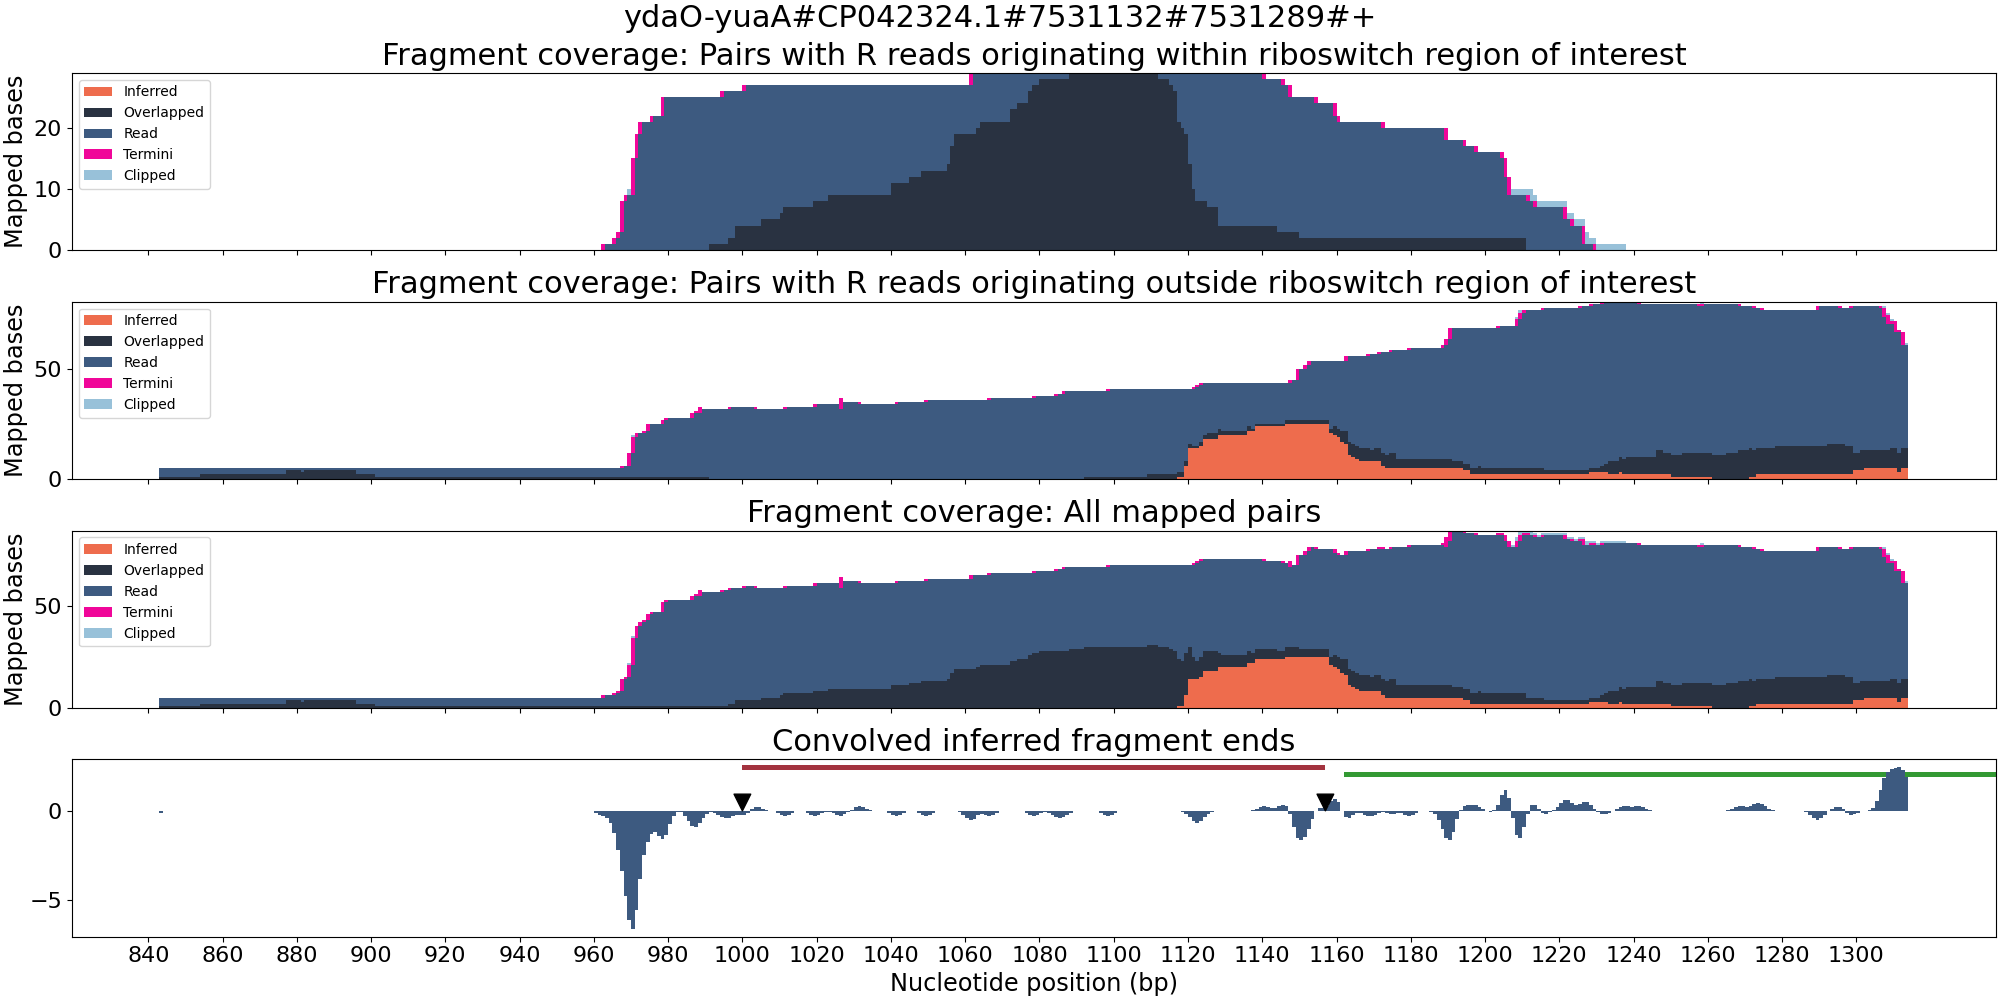 ydaO-yuaA#CP042324.1#7531132#7531289#+
Fragment coverage: Pairs with R reads originating within riboswitch region of interest
Mapped bases
20
10
0
Inferred
Overlapped
Read
Termini
Clipped
Fragment coverage: Pairs with R reads originating outside riboswitch region of interest
Mapped bases
50
0
Inferred
Overlapped
Read
Termini
Clipped
Fragment coverage: All mapped pairs
Mapped bases
50
0
Inferred
Overlapped
Read
Termini
Clipped
Convolved inferred fragment ends
0
−5
840 860 880 900 920 940 960 980 1000 1020 1040 1060 1080 1100 1120 1140 1160 1180 1200 1220 1240 1260 1280 1300
Nucleotide position (bp)